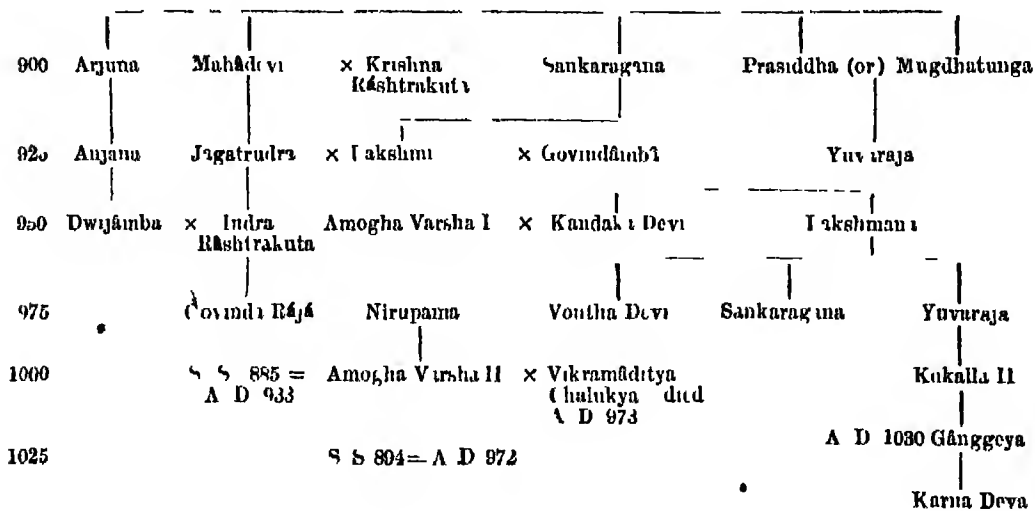 900 Arjuna Mahâdevi × Krishna Sankaragana Prasiddha (or) Mugdhatunga
Râshtrakuta
925 Anjana Jagatrudra × Lakshmi × Govindâmbâ Yuvaraja
950 Dwijâmba × Indra Amogha Varsha I × Kandaka Devi Lakshmana
Râshtrakuta
975 Govinda Râjâ Nirupama Vontha Devi Sankaragana Yuvaraja
1000 S S 885 = Amogha Varsha II × Vikramâditya Kokalla II
A D 933 Chalukya died
A D 973
A D 1030 Gânggeya
1025 S S 894 = A D 972
Karna Deva